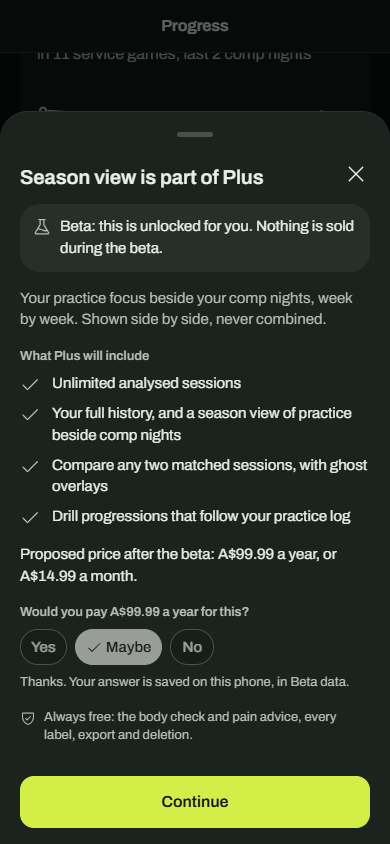 Progress
in 11 service games, last 2 comp nights
Season view is part of Plus
Beta: this is unlocked for you. Nothing is sold
during the beta.
Your practice focus beside your comp nights, week
by week. Shown side by side, never combined.
What Plus will include
Unlimited analysed sessions
Your full history, and a season view of practice
beside comp nights
Compare any two matched sessions, with ghost
overlays
Drill progressions that follow your practice log
Proposed price after the beta: A$99.99 a year, or
A$14.99 a month.
Would you pay A$99.99 a year for this?
Yes Maybe No
Thanks. Your answer is saved on this phone, in Beta data.
Always free: the body check and pain advice, every
label, export and deletion.
Continue